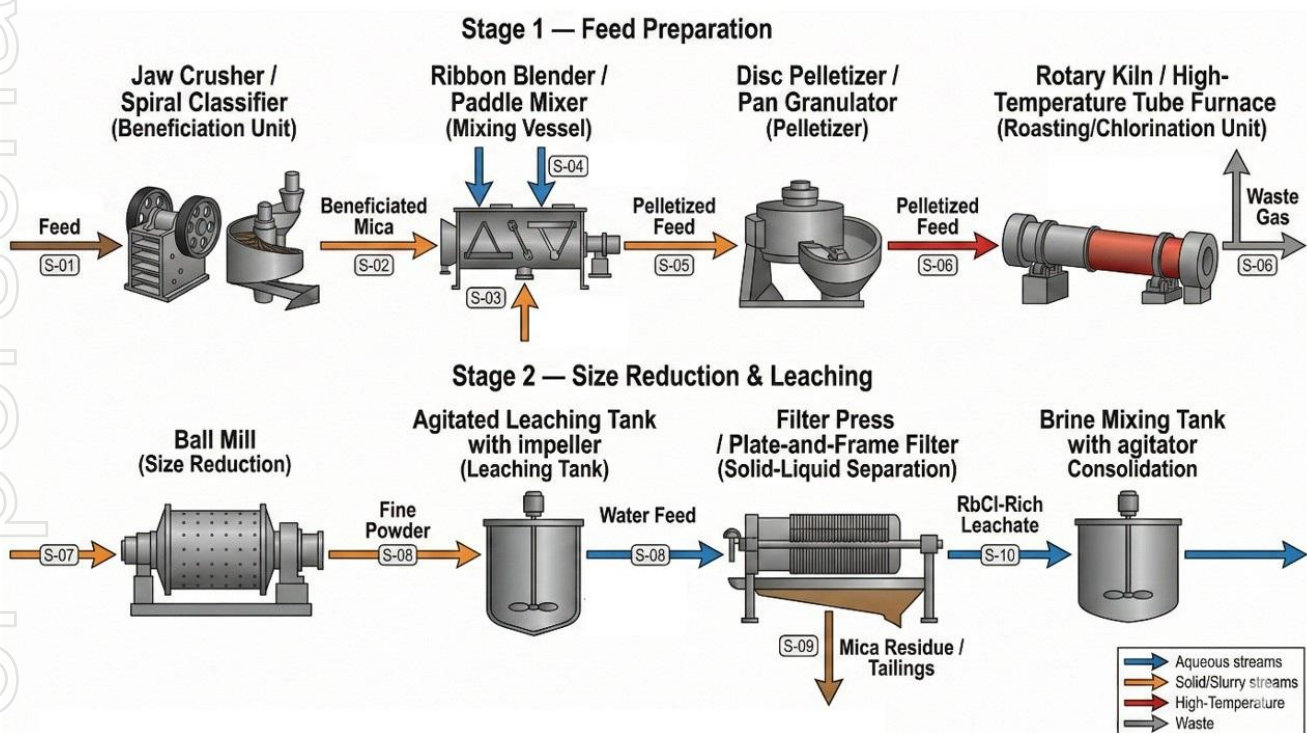 Stage 1 — Feed Preparation
Jaw Crusher /
Spiral Classifier
(Beneficiation Unit)
Ribbon Blender /
Paddle Mixer
(Mixing Vessel)
Disc Pelletizer /
Pan Granulator
(Pelletizer)
Rotary Kiln / High-
Temperature Tube Furnace
(Roasting/Chlorination Unit)
S-04
Feed
S-01
Beneficiated
Mica
S-02
S-03
Pelletized
Feed
S-05
Pelletized
Feed
S-06
Waste
Gas
S-06
Stage 2 — Size Reduction & Leaching
Ball Mill
(Size Reduction)
Agitated Leaching Tank
with impeller
(Leaching Tank)
Filter Press
/ Plate-and-Frame Filter
(Solid-Liquid Separation)
Brine Mixing Tank
with agitator
Consolidation
S-07
Fine
Powder
S-08
Water Feed
S-08
RbCl-Rich
Leachate
S-10
S-09
Mica Residue /
Tailings
Aqueous streams
Solid/Slurry streams
High-Temperature
Waste